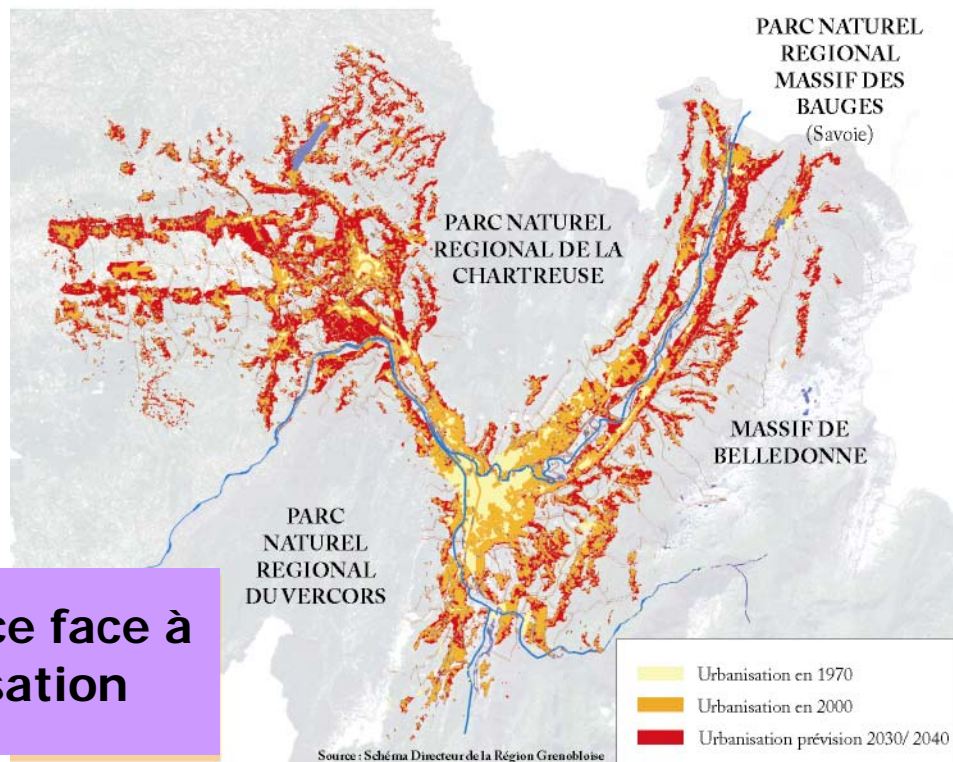 PARC NATUREL
REGIONAL
MASSIF DES
BAUGES
(Savoie)
PARC NATUREL
REGIONAL DE LA
CHARTREUSE
MASSIF DE
BELLEDONNE
PARC
NATUREL
REGIONAL
DU VERCORS
ce face à
sation
Urbanisation en 1970
Urbanisation en 2000
Urbanisation prévision 2030/ 2040
Source : Schéma Directeur de la Région Grenobloise